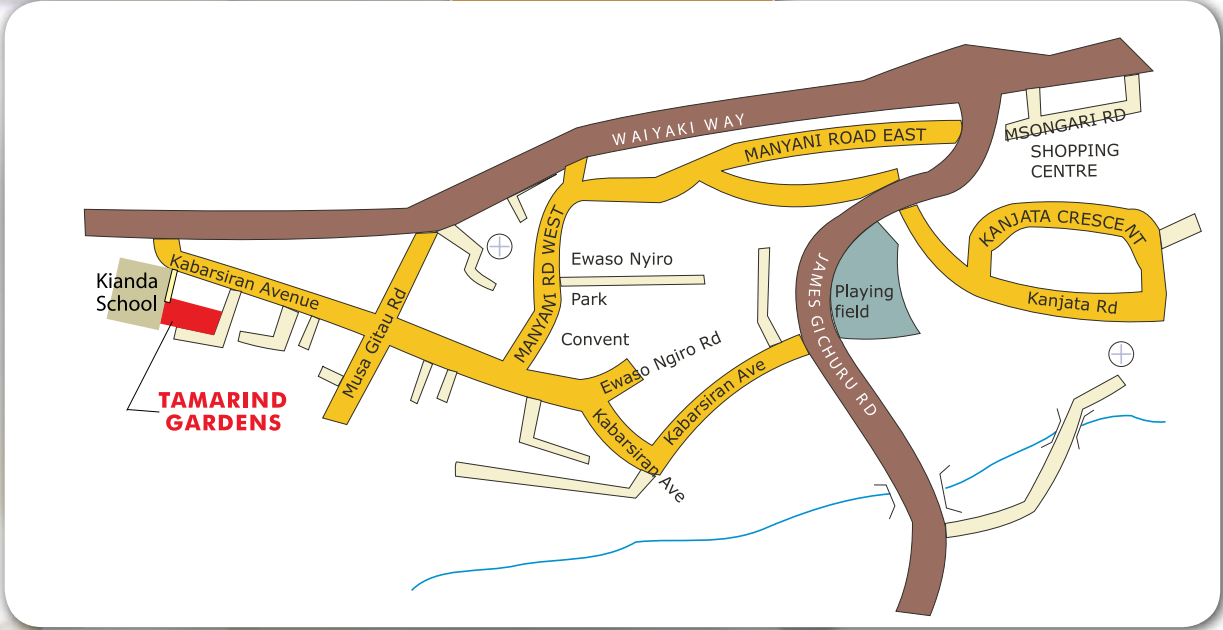 WAIYAKI WAY
MANYANI ROAD EAST
MSONGARI RD
SHOPPING
CENTRE
KANJATA CRESCENT
Kanjata Rd
Kabarsiran Avenue
Kianda
School
MANYANI RD WEST
Ewaso Nyiro
Park
Convent
JAMES GICHURU RD
Playing
field
Musa Gitau Rd
Ewaso Ngiro Rd
Kabarsiran Ave
Kabarsiran Ave
TAMARIND
GARDENS